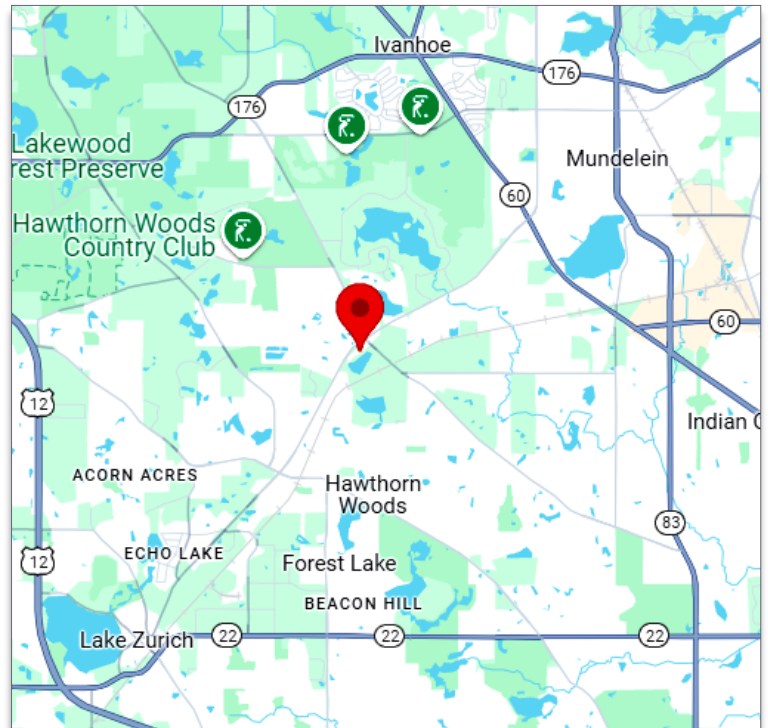 Ivanhoe
176
176
Lakewood
rest Preserve
Mundelein
60
Hawthorn Woods
Country Club
60
12
Indian C
ACORN ACRES
Hawthorn
Woods
83
ECHO LAKE
12
Forest Lake
BEACON HILL
Lake Zurich
22
22
22